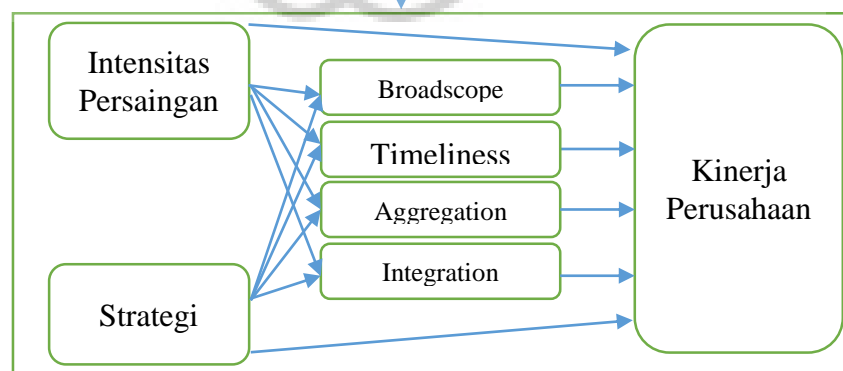 Intensitas
Persaingan
Broadscope
Timeliness
Aggregation
Integration
Strategi
Kinerja
Perusahaan